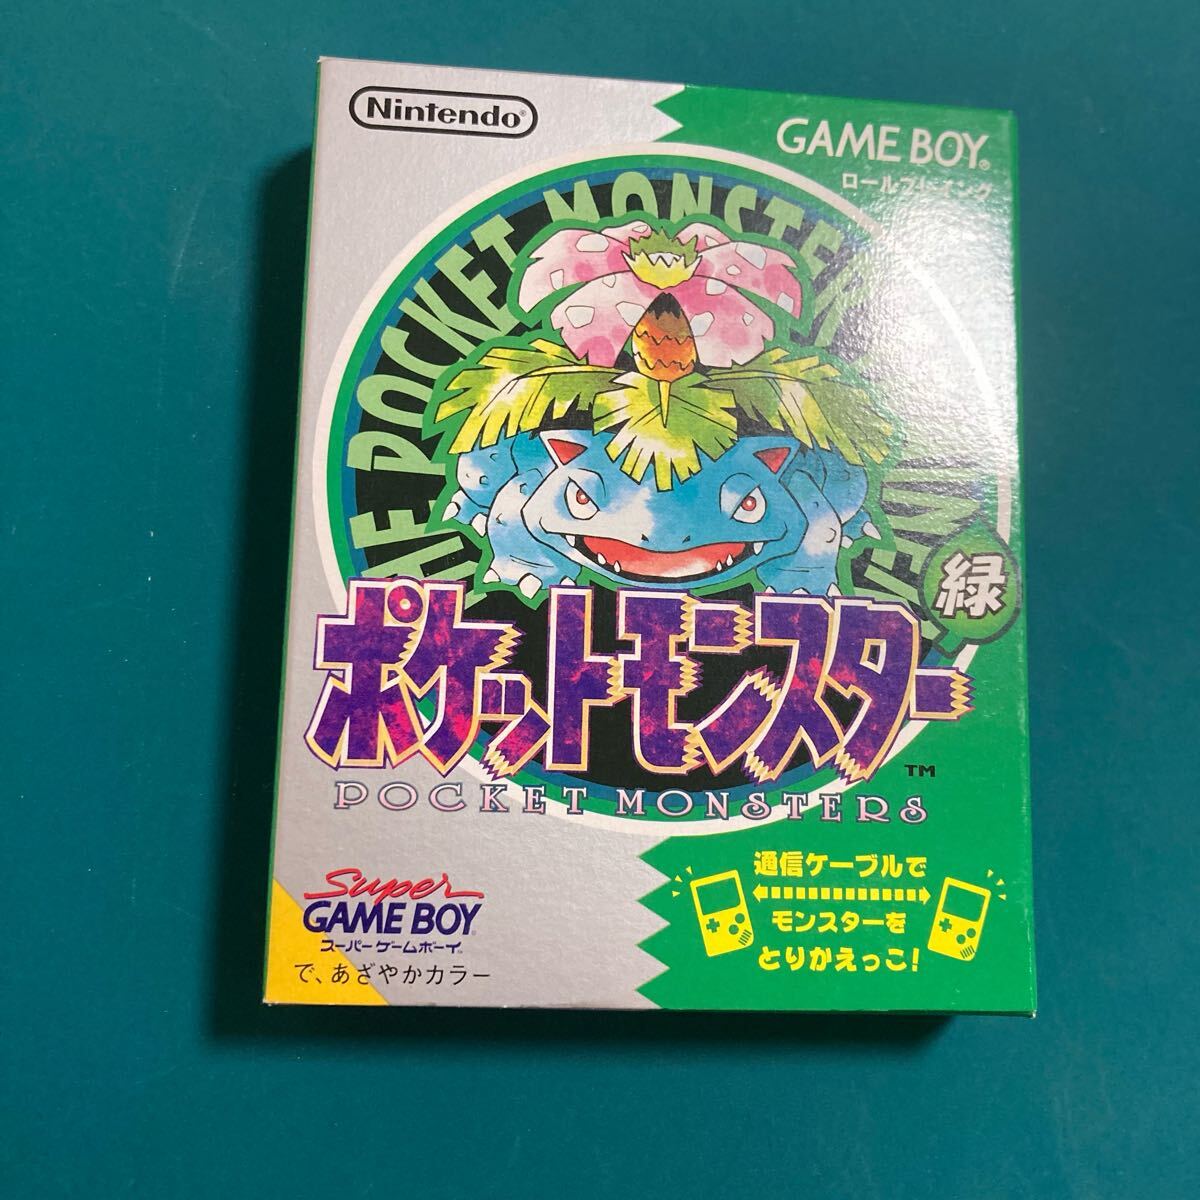 Nintendo®
GAME BOY®
ロールプレイング
THE POCKET MONSTER
緑
ポケットモンスター
TM
POCKET MONSTERS
Super
GAME BOY
スーパーゲームボーイ
で、あざやかカラー
通信ケーブルで
モンスターを
とりかえっこ!